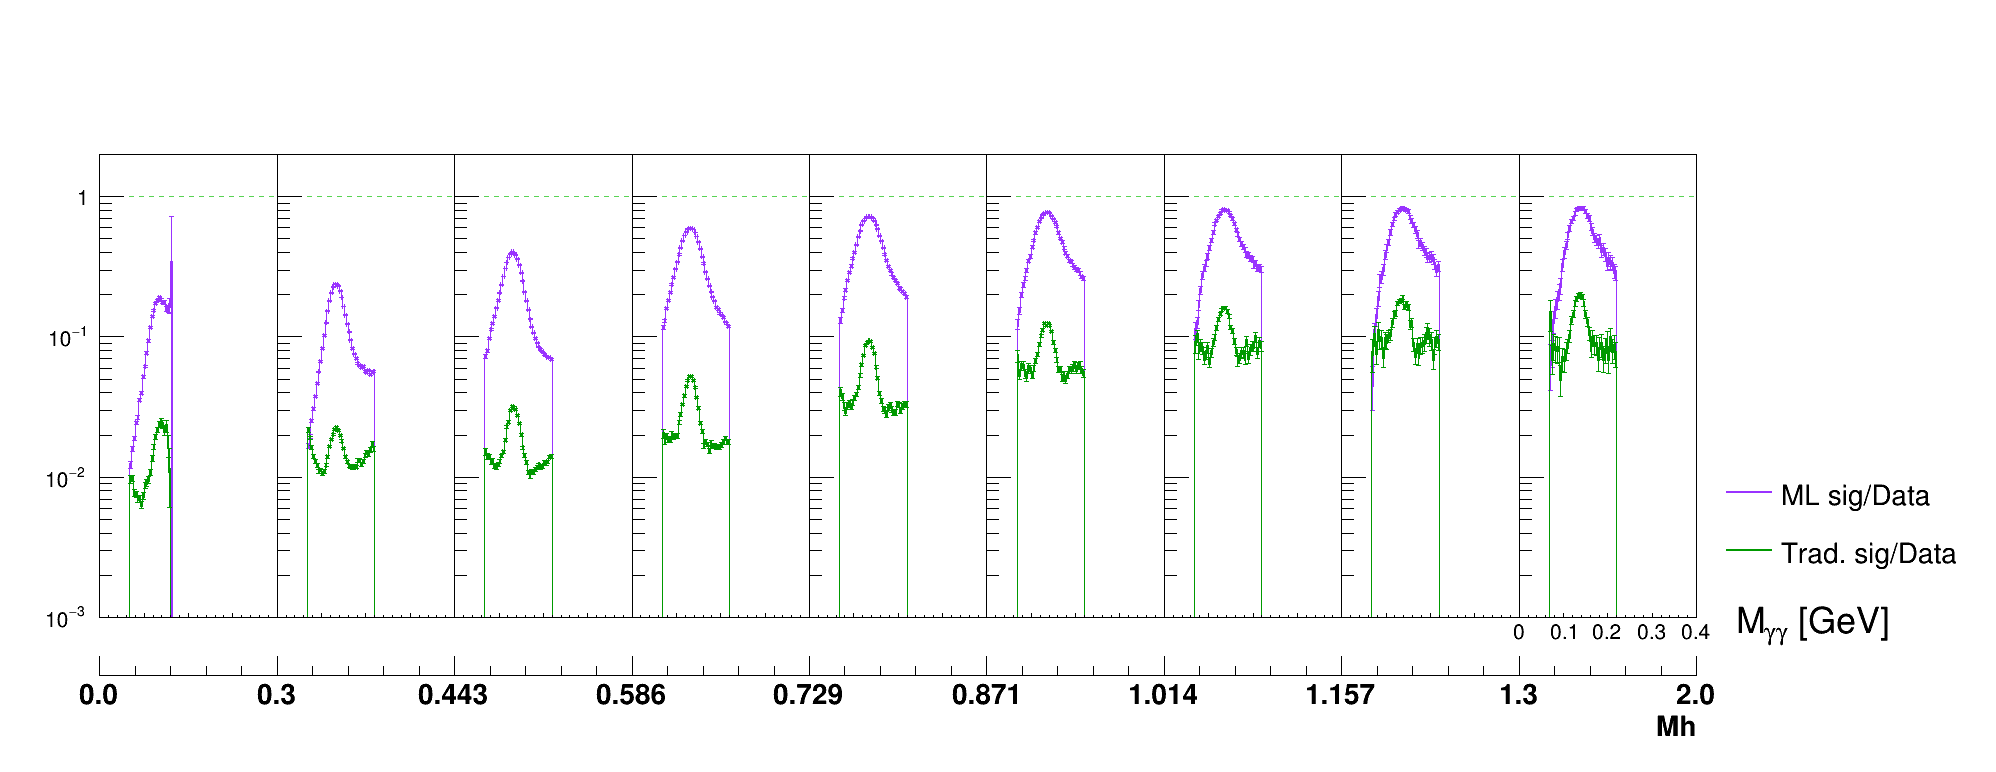 1
10−1
10−2
10−3
ML sig/Data
Trad. sig/Data
Mγγ [GeV]
0 0.1 0.2 0.3 0.4
0.0 0.3 0.443 0.586 0.729 0.871 1.014 1.157 1.3 2.0
Mh